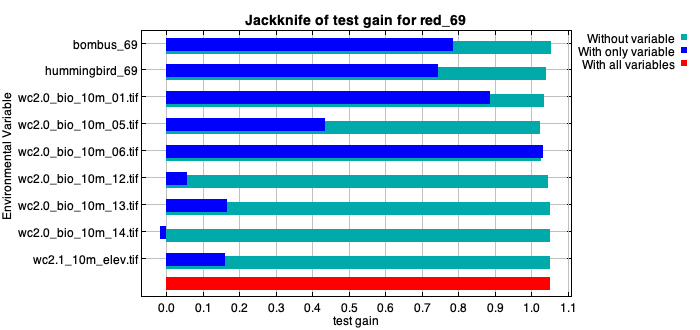 Jackknife of test gain for red_69
Without variable
With only variable
With all variables
Environmental Variable
bombus_69
hummingbird_69
wc2.0_bio_10m_01.tif
wc2.0_bio_10m_05.tif
wc2.0_bio_10m_06.tif
wc2.0_bio_10m_12.tif
wc2.0_bio_10m_13.tif
wc2.0_bio_10m_14.tif
wc2.1_10m_elev.tif
0.0 0.1 0.2 0.3 0.4 0.5 0.6 0.7 0.8 0.9 1.0 1.1
test gain